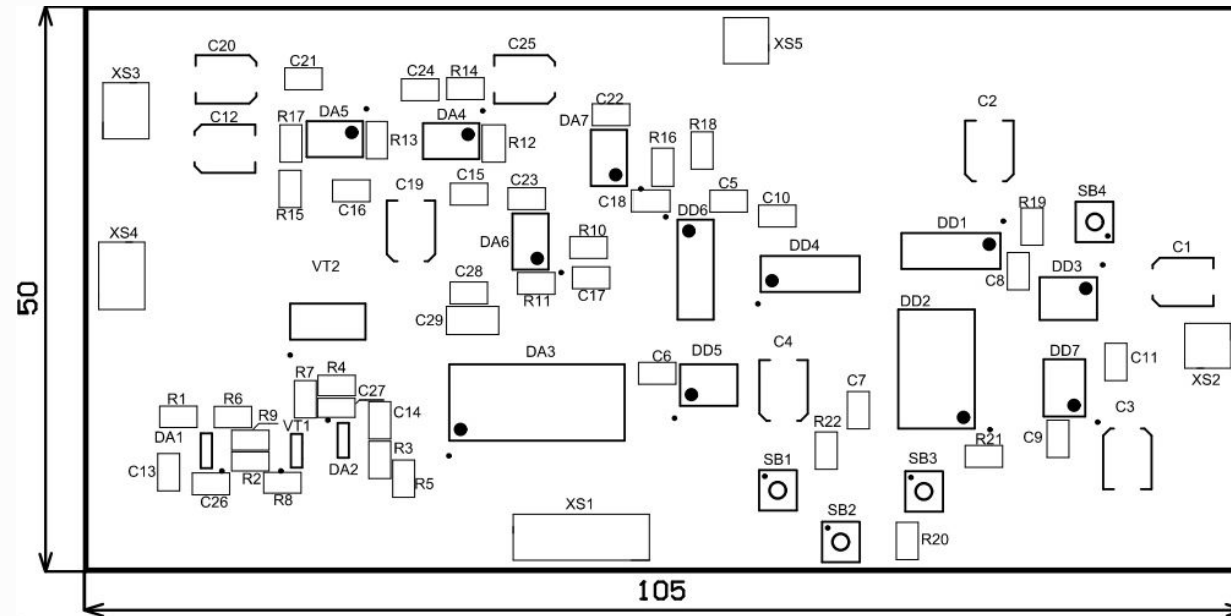 XS5
C20
C25
C21
C24
R14
XS3
C22
C2
R17
DA5
DA4
DA7
C12
R18
R16
R13
R12
SB4
C19
C15
C23
C5
C18
C10
R19
R15
C16
DD6
DD1
XS4
DA6
R10
DD4
C1
VT2
DD3
C8
C28
R11
C17
50
DD2
C29
C4
DA3
DD5
DD7
R4
C6
C11
R7
XS2
C27
C7
R1
R6
C14
R9
VT1
R22
C3
DA1
R21
C9
R3
DA2
C13
R2
SB1
SB3
R5
C26
R8
XS1
SB2
R20
105